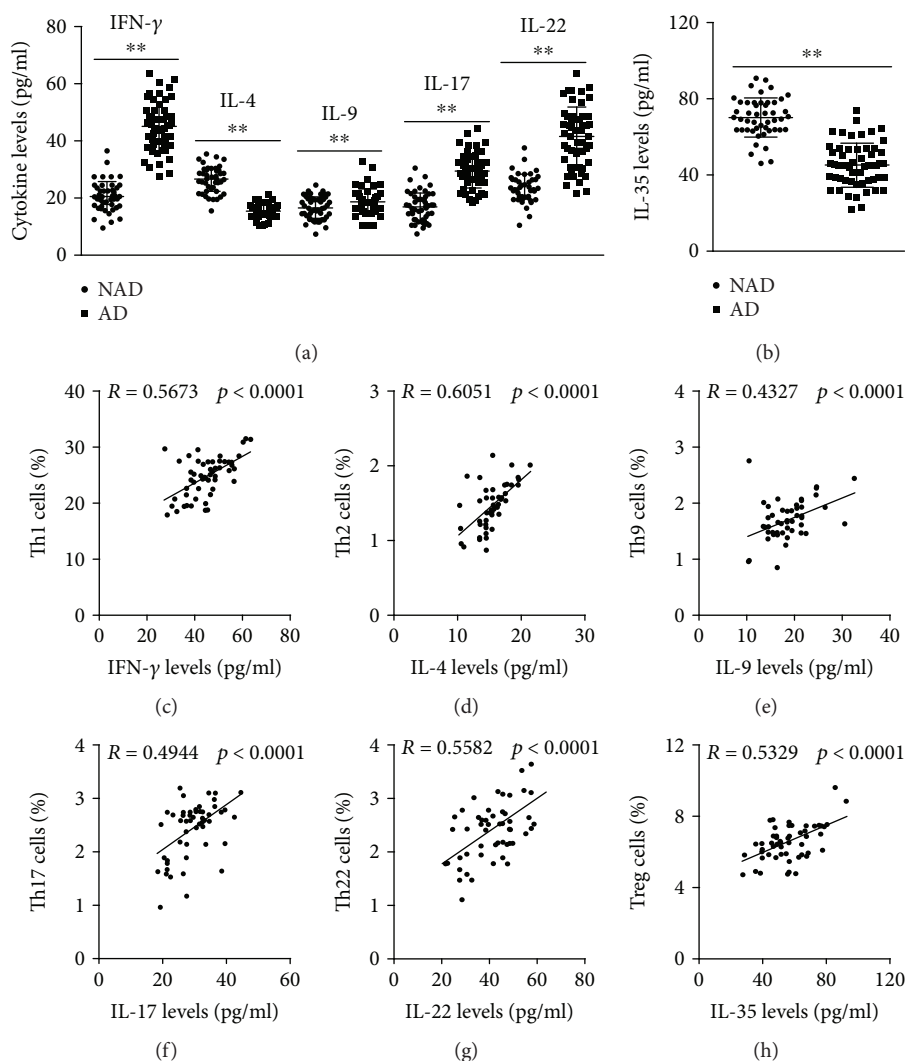 IFN-γ
**
IL-4
**
IL-9
**
IL-17
**
IL-22
**
Cytokine levels (pg/ml)
80
60
40
20
0
NAD
AD
(a)
**
IL-35 levels (pg/ml)
120
80
40
0
NAD
AD
(b)
R = 0.5673 p < 0.0001
Th1 cells (%)
40
30
20
10
0
0 20 40 60 80
IFN-γ levels (pg/ml)
(c)
R = 0.6051 p < 0.0001
Th2 cells (%)
3
2
1
0
0 10 20 30
IL-4 levels (pg/ml)
(d)
R = 0.4327 p < 0.0001
Th9 cells (%)
4
3
2
1
0
0 10 20 30 40
IL-9 levels (pg/ml)
(e)
R = 0.4944 p < 0.0001
Th17 cells (%)
4
3
2
1
0
0 20 40 60
IL-17 levels (pg/ml)
(f)
R = 0.5582 p < 0.0001
Th22 cells (%)
4
3
2
1
0
0 20 40 60 80
IL-22 levels (pg/ml)
(g)
R = 0.5329 p < 0.0001
Treg cells (%)
12
8
4
0
0 40 80 120
IL-35 levels (pg/ml)
(h)